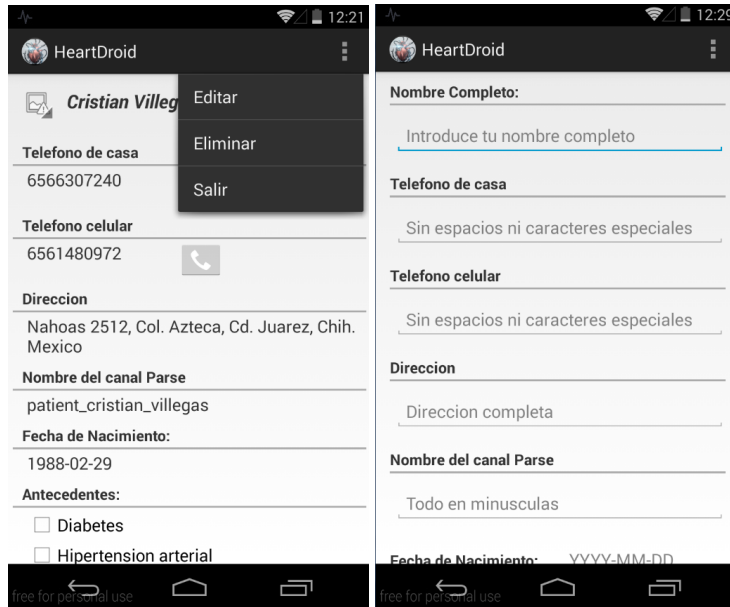 12:21
HeartDroid
Cristian Villeg
Editar
Eliminar
Salir
Telefono de casa
6566307240
Telefono celular
6561480972
Direccion
Nahoas 2512, Col. Azteca, Cd. Juarez, Chih.
Mexico
Nombre del canal Parse
patient_cristian_villegas
Fecha de Nacimiento:
1988-02-29
Antecedentes:
Diabetes
Hipertension arterial
free for personal use
12:29
HeartDroid
Nombre Completo:
Introduce tu nombre completo
Telefono de casa
Sin espacios ni caracteres especiales
Telefono celular
Sin espacios ni caracteres especiales
Direccion
Direccion completa
Nombre del canal Parse
Todo en minusculas
Fecha de Nacimiento: YYYY-MM-DD
free for personal use